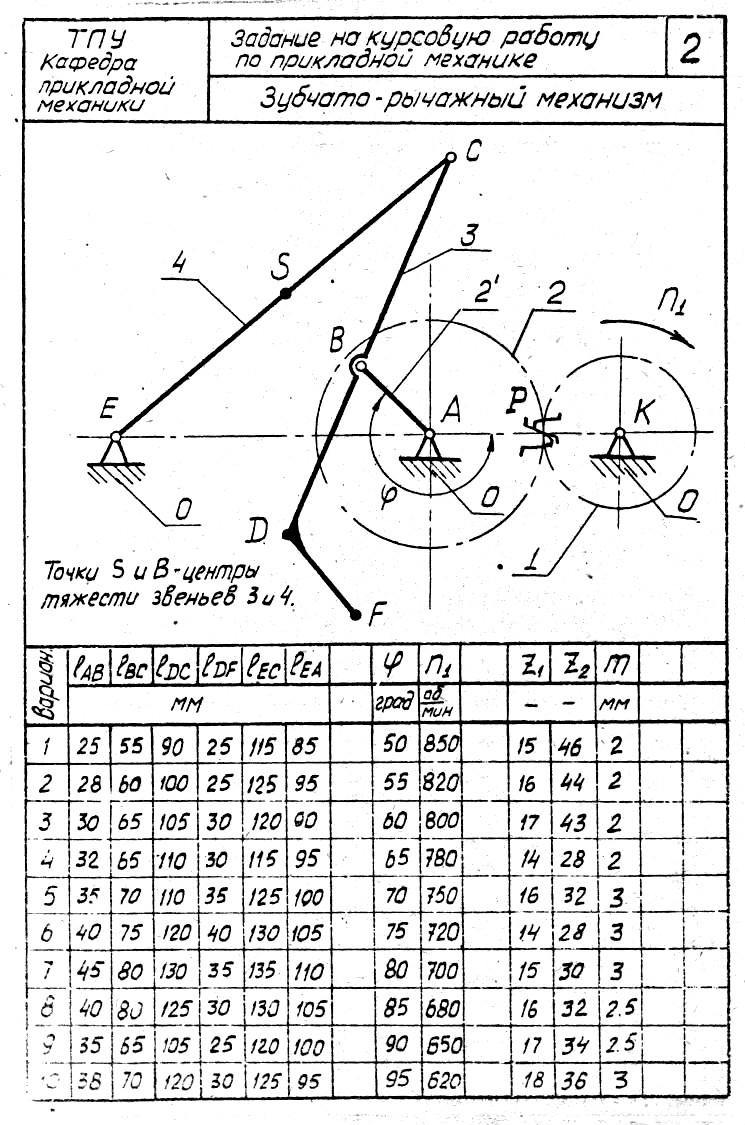 ТПУ
Кафедра
прикладной
механики
Задание на курсовую работу
по прикладной механике
2
Зубчато-рычажный механизм
C
3
4
S
2'
2
n₁
B
E
A
P
K
0
φ
0
0
D
1
Точки S и B-центры
тяжести звеньев 3 и 4.
F
Вариан. ℓAB ℓBC ℓDC ℓDF ℓEC ℓEA φ n₁ Z₁ Z₂ m
мм град об/мин – – мм
1 25 55 90 25 115 85 50 850 15 46 2
2 28 60 100 25 125 95 55 820 16 44 2
3 30 65 105 30 120 90 60 800 17 43 2
4 32 65 110 30 115 95 65 780 14 28 2
5 35 70 110 35 125 100 70 750 16 32 3
6 40 75 120 40 130 105 75 720 14 28 3
7 45 80 130 35 135 110 80 700 15 30 3
8 40 80 125 30 130 105 85 680 16 32 2.5
9 35 65 105 25 120 100 90 650 17 34 2.5
10 38 70 120 30 125 95 95 620 18 36 3